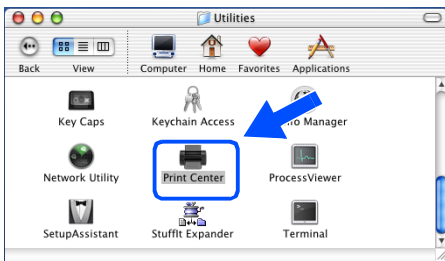 Utilities
Back View Computer Home Favorites Applications
Key Caps Keychain Access Manager
Network Utility Print Center ProcessViewer
SetupAssistant StuffIt Expander Terminal